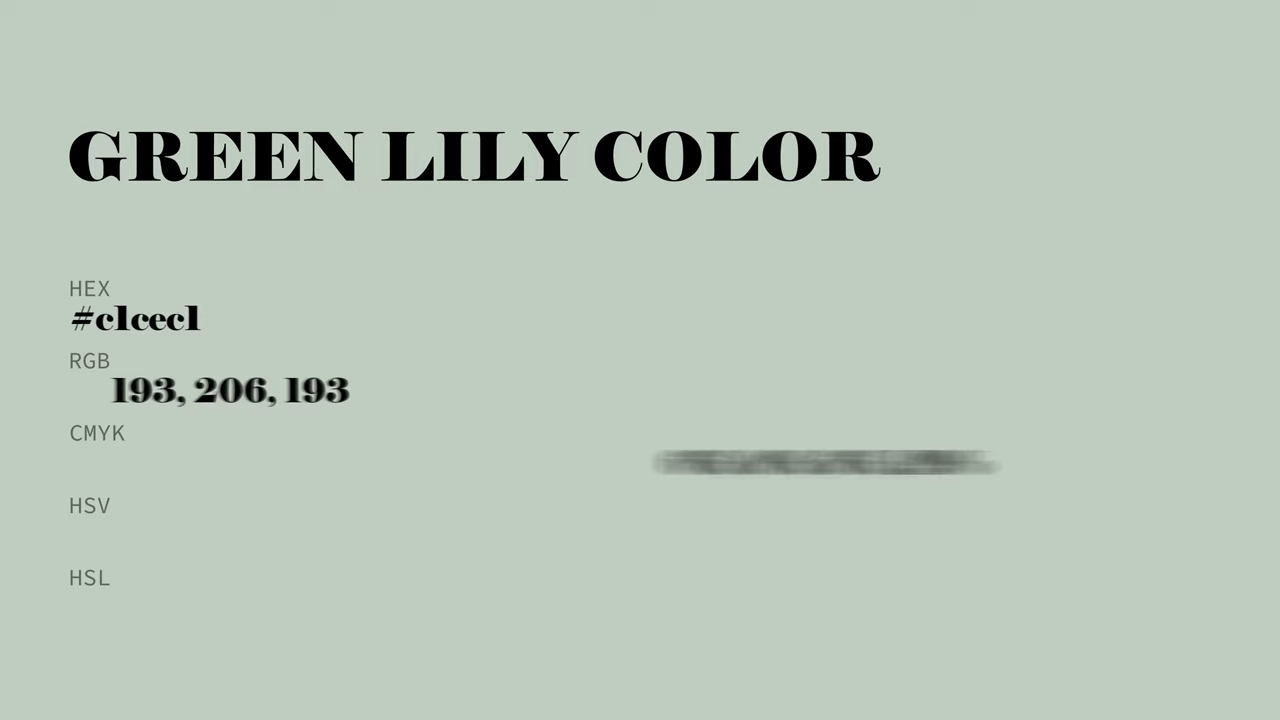 GREEN LILY COLOR
HEX
#c1cec1
RGB
193, 206, 193
CMYK
HSV
HSL